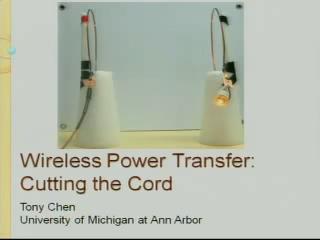 Wireless Power Transfer:
Cutting the Cord
Tony Chen
University of Michigan at Ann Arbor